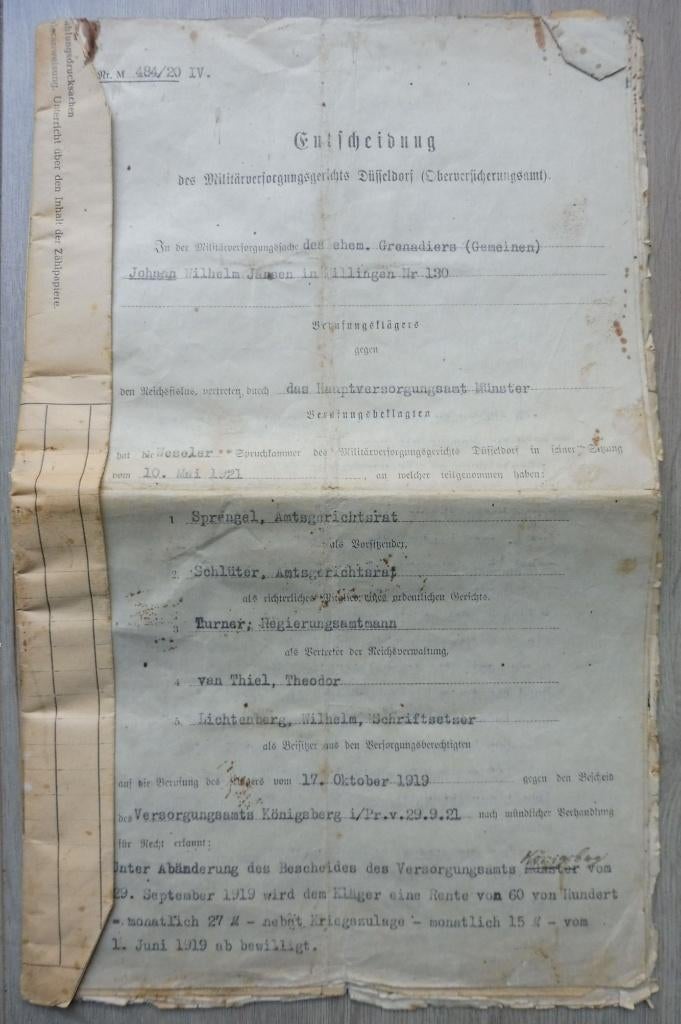 Zahlungsdrucksachen
Unterricht über den Inhalt der Zählpapiere.
Nr. M 484/20 IV.
Entscheidung
des Militärversorgungsgerichts Düsseldorf (Oberversicherungsamt).
In der Militärversorgungssache des ehem. Grenadiers (Gemeinen)
Johann Wilhelm Jansen in Millingen Nr 130
Berufungsklägers
gegen
den Reichsfiskus, vertreten durch das Hauptversorgungsamt Münster
Berufungsbeklagten
hat die Weseler Spruchkammer des Militärversorgungsgerichts Düsseldorf in seiner Sitzung
vom 10. Mai 1921, an welcher teilgenommen haben:
1. Sprengel, Amtsgerichtsrat
als Vorsitzender,
2. Schlüter, Amtsgerichtsrat
als richterliches Mitglied eines ordentlichen Gerichts.
3. Turner, Regierungsamtmann
als Vertreter der Reichsverwaltung,
4. van Thiel, Theodor
5. Lichtenberg, Wilhelm, Schriftsetzer
als Beisitzer aus den Versorgungsberechtigten
auf die Berufung des Klägers vom 17. Oktober 1919 gegen den Bescheid
des Versorgungsamts Königsberg i/Pr.v.29.9.21 nach mündlicher Verhandlung
für Recht erkannt:
Königsberg
Unter Abänderung des Bescheides des Versorgungsamts Münster vom
29. September 1919 wird dem Kläger eine Rente von 60 von Hundert
= monatlich 27 M - nebst Kriegszulage - monatlich 15 M - vom
1. Juni 1919 ab bewilligt.